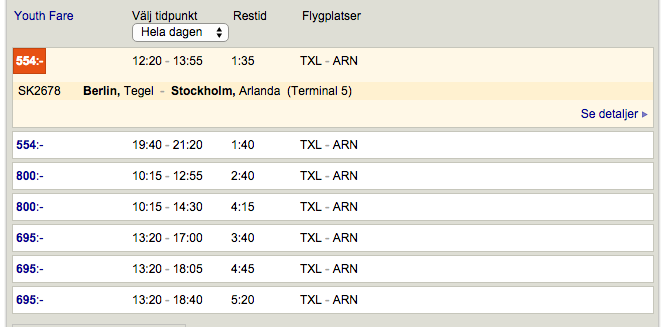 Youth Fare Välj tidpunkt Restid Flygplatser
Hela dagen
554:- 12:20 - 13:55 1:35 TXL - ARN
SK2678 Berlin, Tegel - Stockholm, Arlanda (Terminal 5)
Se detaljer
554:- 19:40 - 21:20 1:40 TXL - ARN
800:- 10:15 - 12:55 2:40 TXL - ARN
800:- 10:15 - 14:30 4:15 TXL - ARN
695:- 13:20 - 17:00 3:40 TXL - ARN
695:- 13:20 - 18:05 4:45 TXL - ARN
695:- 13:20 - 18:40 5:20 TXL - ARN